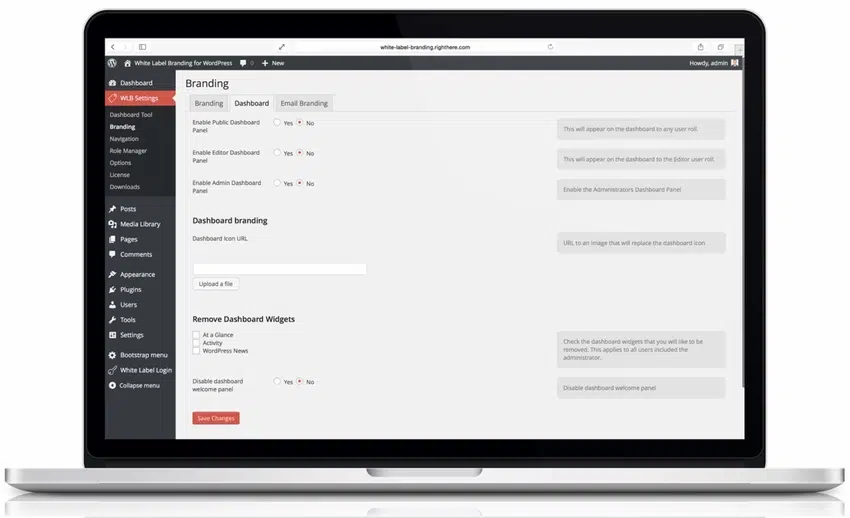 white-label-branding.righthere.com
White Label Branding for WordPress 0 + New Howdy, admin
Dashboard
WLB Settings
Dashboard Tool
Branding
Navigation
Role Manager
Options
License
Downloads
Posts
Media Library
Pages
Comments
Appearance
Plugins
Users
Tools
Settings
Bootstrap menu
White Label Login
Collapse menu
Branding
Branding Dashboard Email Branding
Enable Public Dashboard
Panel
Yes No
This will appear on the dashboard to any user roll.
Enable Editor Dashboard
Panel
Yes No
This will appear on the dashboard to the Editor user roll.
Enable Admin Dashboard
Panel
Yes No
Enable the Administrators Dashboard Panel
Dashboard branding
Dashboard Icon URL
URL to an image that will replace the dashboard icon
Upload a file
Remove Dashboard Widgets
At a Glance
Activity
WordPress News
Check the dashboard widgets that you will like to be
removed. This applies to all users included the
administrator.
Disable dashboard
welcome panel
Yes No
Disable dashboard welcome panel
Save Changes